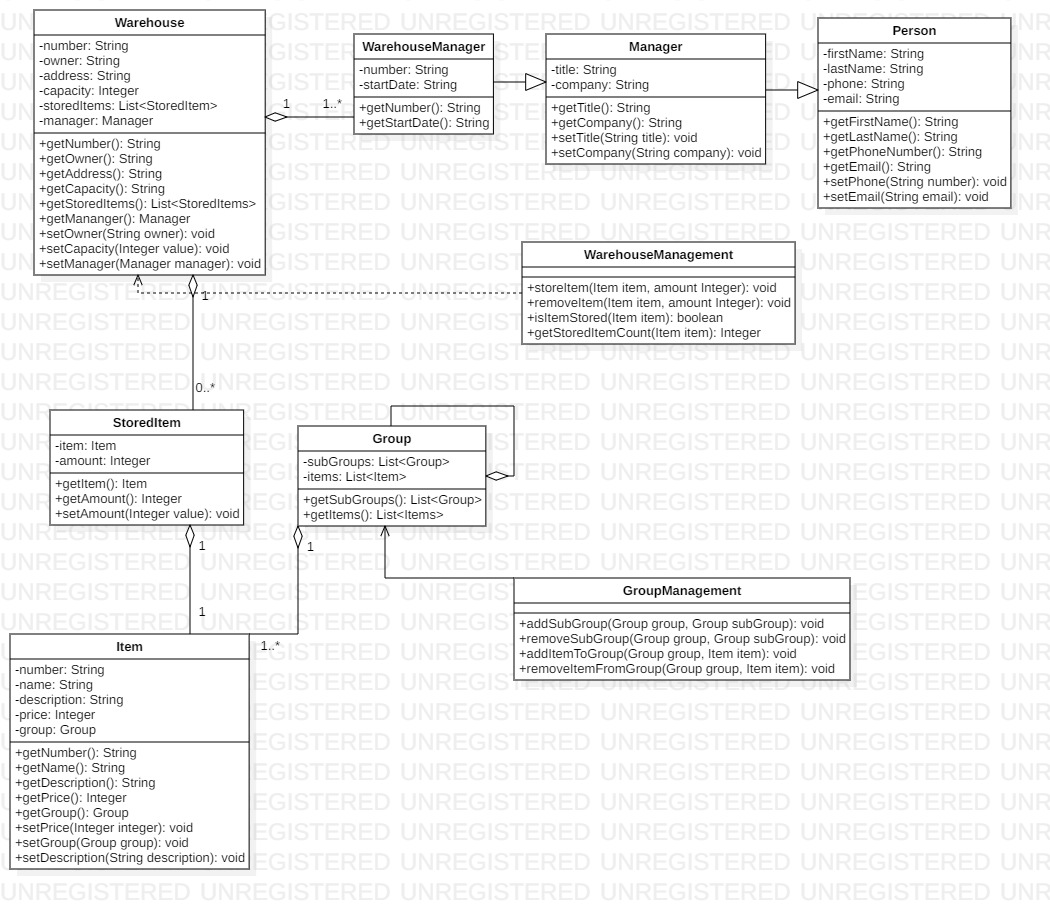 Warehouse
-number: String
-owner: String
-address: String
-capacity: Integer
-storedItems: List<StoredItem>
-manager: Manager
+getNumber(): String
+getOwner(): String
+getAddress(): String
+getCapacity(): String
+getStoredItems(): List<StoredItems>
+getMananger(): Manager
+setOwner(String owner): void
+setCapacity(Integer value): void
+setManager(Manager manager): void
1
1..*
WarehouseManager
-number: String
-startDate: String
+getNumber(): String
+getStartDate(): String
Manager
-title: String
-company: String
+getTitle(): String
+getCompany(): String
+setTitle(String title): void
+setCompany(String company): void
Person
-firstName: String
-lastName: String
-phone: String
-email: String
+getFirstName(): String
+getLastName(): String
+getPhoneNumber(): String
+getEmail(): String
+setPhone(String number): void
+setEmail(String email): void
WarehouseManagement
+storeItem(Item item, amount Integer): void
+removeItem(Item item, amount Integer): void
+isItemStored(Item item): boolean
+getStoredItemCount(Item item): Integer
1
0..*
StoredItem
-item: Item
-amount: Integer
+getItem(): Item
+getAmount(): Integer
+setAmount(Integer value): void
Group
-subGroups: List<Group>
-items: List<Item>
+getSubGroups(): List<Group>
+getItems(): List<Items>
1
1
1
1..*
GroupManagement
+addSubGroup(Group group, Group subGroup): void
+removeSubGroup(Group group, Group subGroup): void
+addItemToGroup(Group group, Item item): void
+removeItemFromGroup(Group group, Item item): void
Item
-number: String
-name: String
-description: String
-price: Integer
-group: Group
+getNumber(): String
+getName(): String
+getDescription(): String
+getPrice(): Integer
+getGroup(): Group
+setPrice(Integer integer): void
+setGroup(Group group): void
+setDescription(String description): void
UNREGISTERED